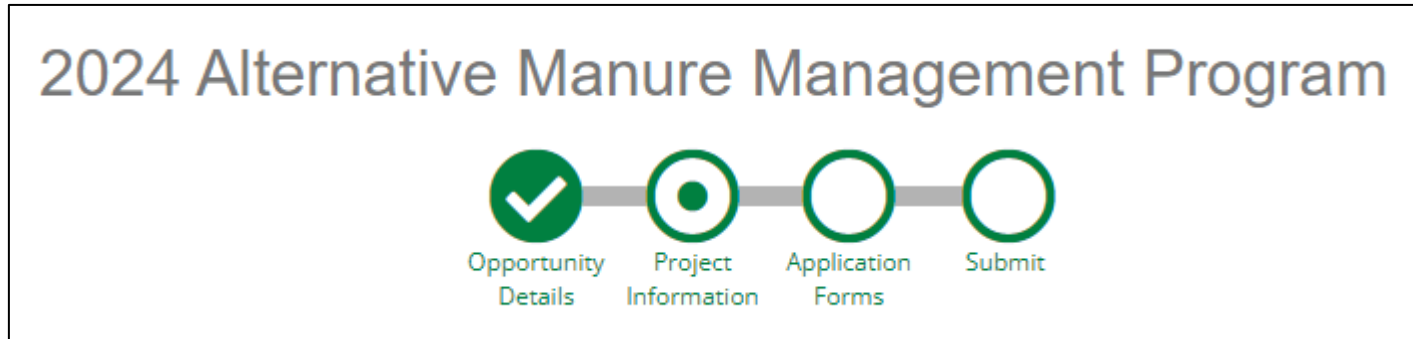 2024 Alternative Manure Management Program
Opportunity Details
Project Information
Application Forms
Submit